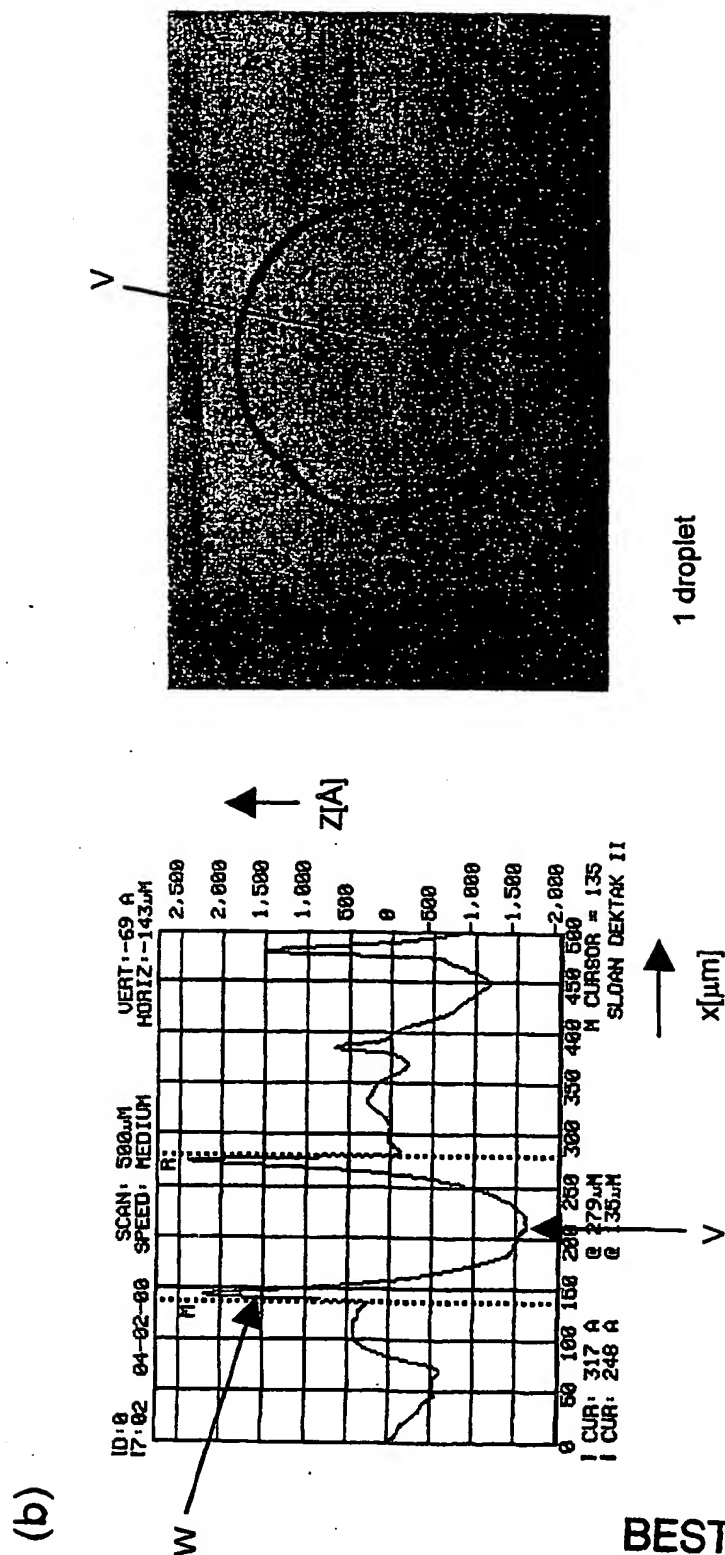 (b)
ID:0 SCAN: 500µM VERT:-69 A
17:02 04-02-00 SPEED: MEDIUM HORIZ:-143µM
M
R
2,500
2,000
1,500
1,000
500
0
-500
-1,000
-1,500
-2,000
Z[Å]
0 50 100 150 200 250 300 350 400 450 500
CUR: 317 A @ 279µM M CURSOR = 135
CUR: 248 A @ 135µM SLOAN DEKTAK II
x[µm]
W
V
V
1 droplet
BEST